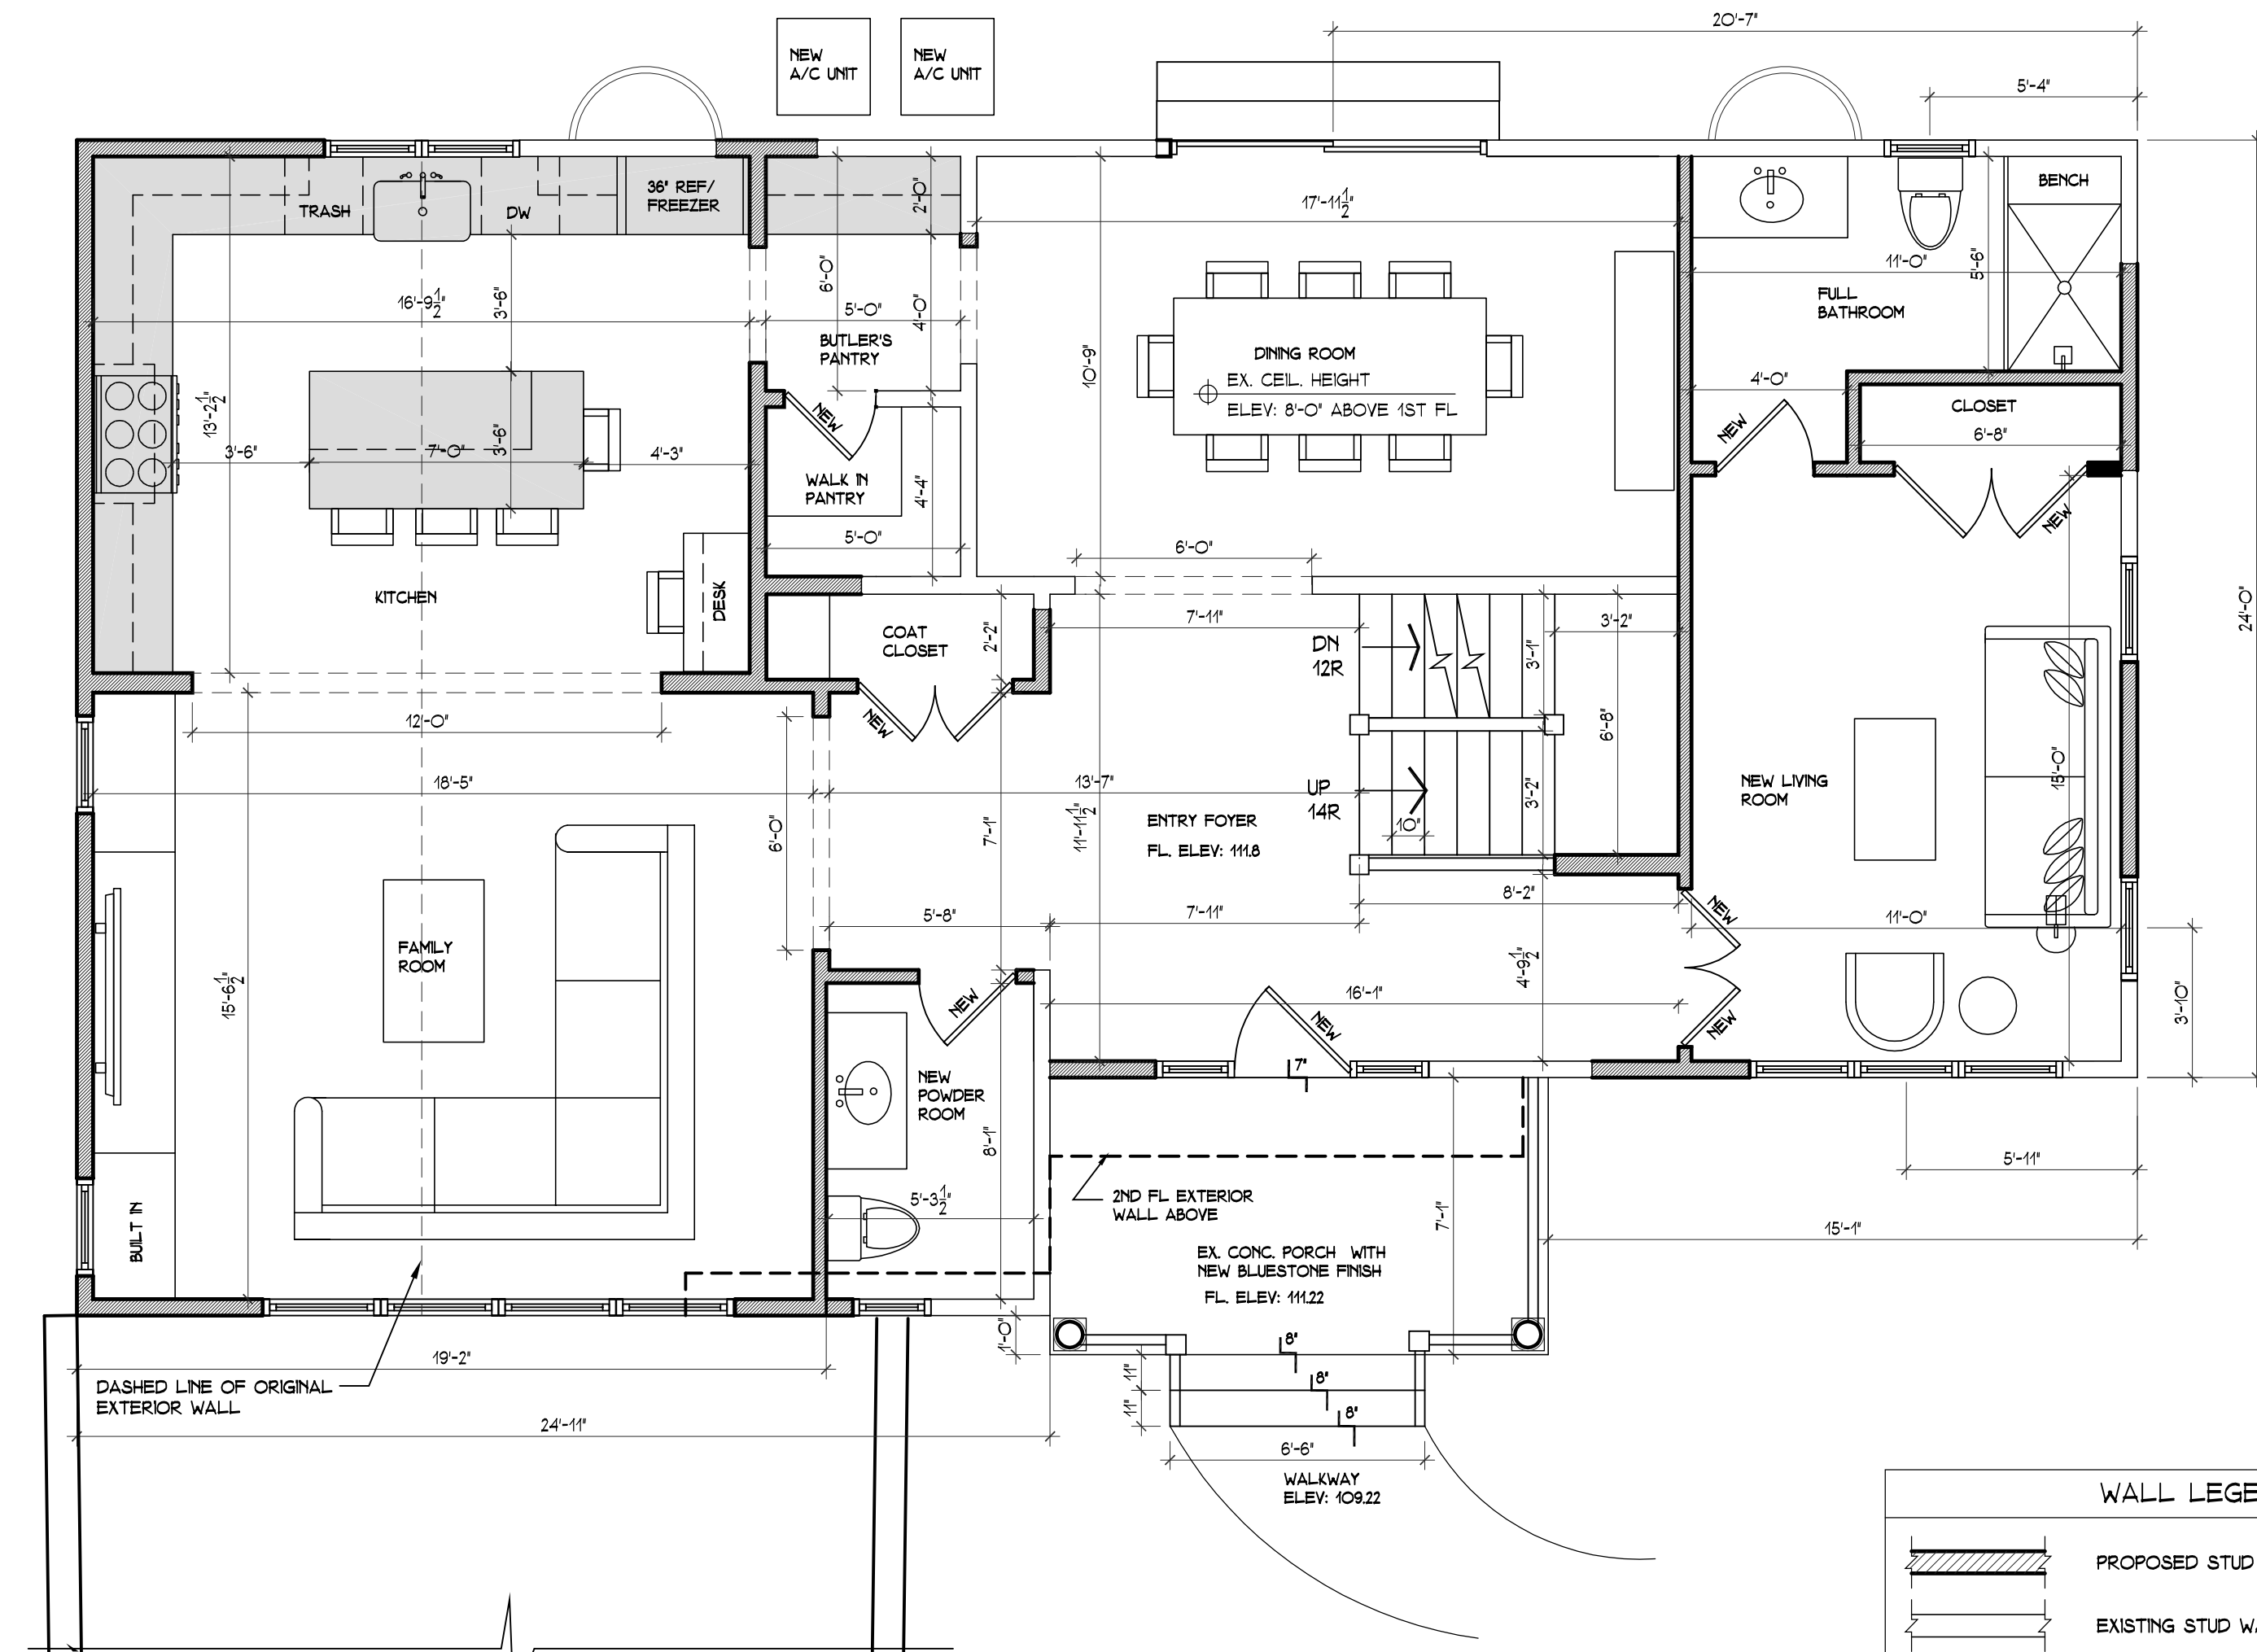 20'-7"
NEW
A/C UNIT
NEW
A/C UNIT
5'-4"
36" REF/
FREEZER
TRASH
DW
2'-0"
17'-11 1/2"
BENCH
16'-9 1/2"
3'-6"
6'-0"
5'-0"
4'-0"
BUTLER'S
PANTRY
11'-0"
5'-6"
FULL
BATHROOM
10'-9"
DINING ROOM
EX. CEIL. HEIGHT
ELEV: 8'-0" ABOVE 1ST FL
4'-0"
CLOSET
6'-8"
13'-2 1/2"
3'-6"
7'-0"
3'-6"
4'-3"
NEW
WALK IN
PANTRY
4'-4"
5'-0"
NEW
NEW
6'-0"
KITCHEN
DESK
COAT
CLOSET
2'-2"
7'-11"
DN
12R
3'-1"
3'-2"
24'-0"
NEW
12'-0"
6'-8"
18'-5"
13'-7"
UP
14R
10"
3'-2"
NEW LIVING
ROOM
15'-0"
6'-0"
7'-1"
11'-11 1/2"
ENTRY FOYER
FL. ELEV: 111.8
8'-2"
NEW
5'-8"
7'-11"
11'-0"
FAMILY
ROOM
15'-6 1/2"
4'-9 1/2"
16'-1"
NEW
NEW
NEW
3'-10"
7"
NEW
POWDER
ROOM
8'-1"
5'-3 1/2"
2ND FL EXTERIOR
WALL ABOVE
7'-1"
5'-11"
15'-1"
BUILT IN
EX. CONC. PORCH WITH
NEW BLUESTONE FINISH
FL. ELEV: 111.22
1'-0"
8"
19'-2"
DASHED LINE OF ORIGINAL
EXTERIOR WALL
11"
8"
11"
8"
24'-11"
6'-6"
WALKWAY
ELEV: 109.22
WALL LEGE
PROPOSED STUD
EXISTING STUD WA